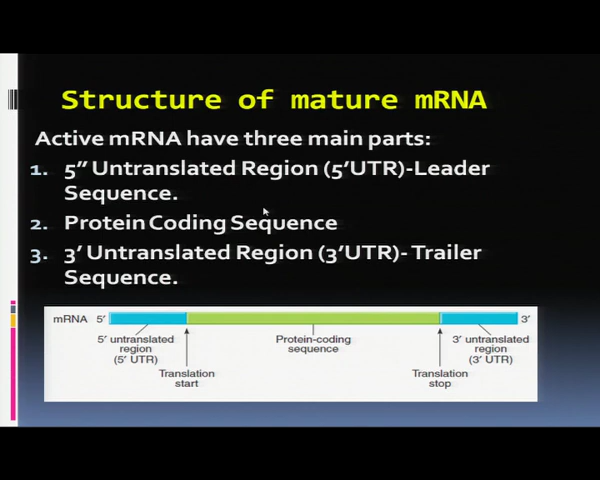 Structure of mature mRNA
Active mRNA have three main parts:
1. 5” Untranslated Region (5’UTR)-Leader
Sequence.
2. Protein Coding Sequence
3. 3’ Untranslated Region (3’UTR)- Trailer
Sequence.
mRNA 5′ 3′
5′ untranslated
region
(5′ UTR)
Translation
start
Protein-coding
sequence
Translation
stop
3′ untranslated
region
(3′ UTR)